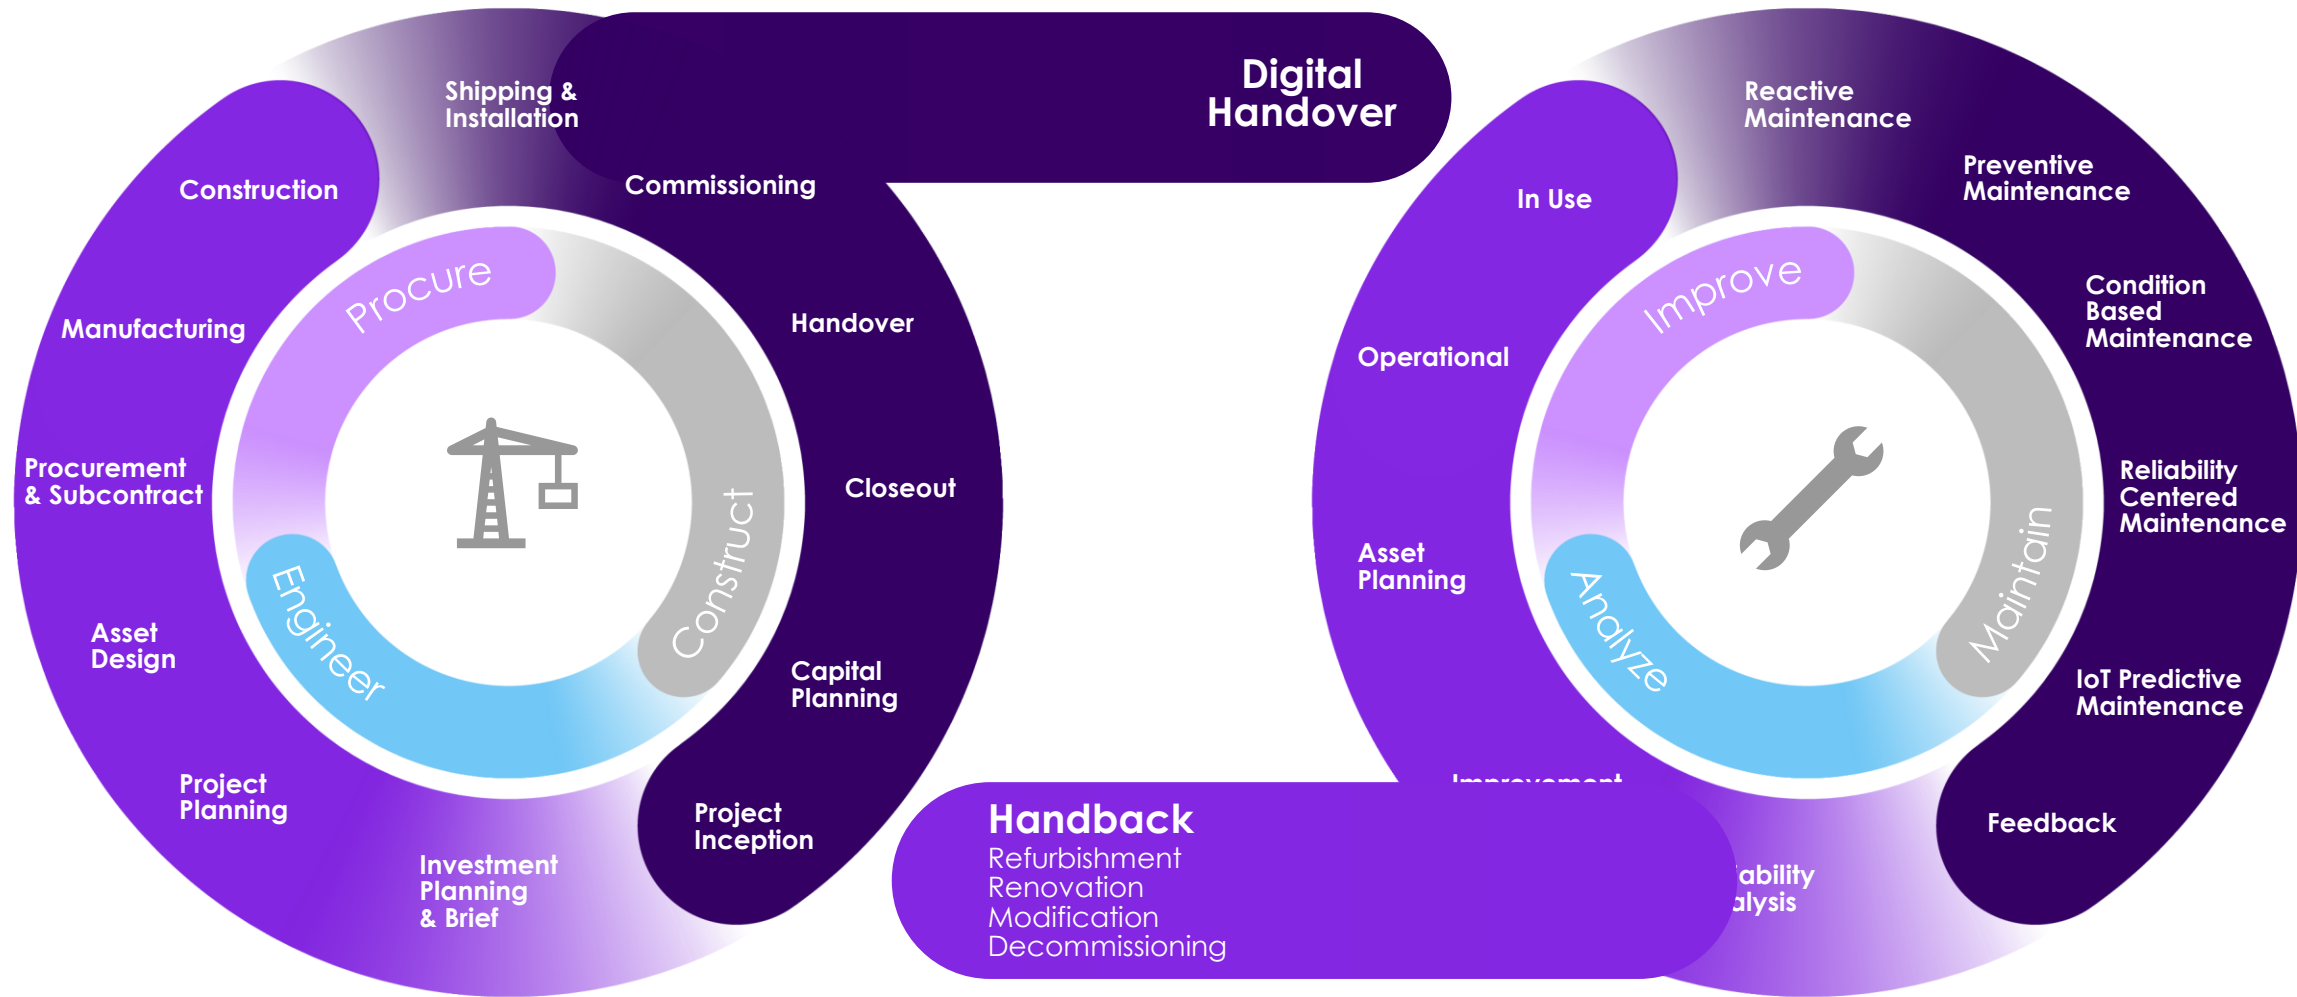 Shipping &
Installation
Commissioning
Construction
Handover
Manufacturing
Closeout
Procurement
& Subcontract
Asset
Design
Capital
Planning
Project
Planning
Project
Inception
Investment
Planning
& Brief
Procure
Engineer
Construct
Digital
Handover
Reactive
Maintenance
Preventive
Maintenance
In Use
Condition
Based
Maintenance
Operational
Reliability
Centered
Maintenance
Asset
Planning
IoT Predictive
Maintenance
Improvement
Feedback
Improve
Analyze
Maintain
Handback
Refurbishment
Renovation
Modification
Decommissioning